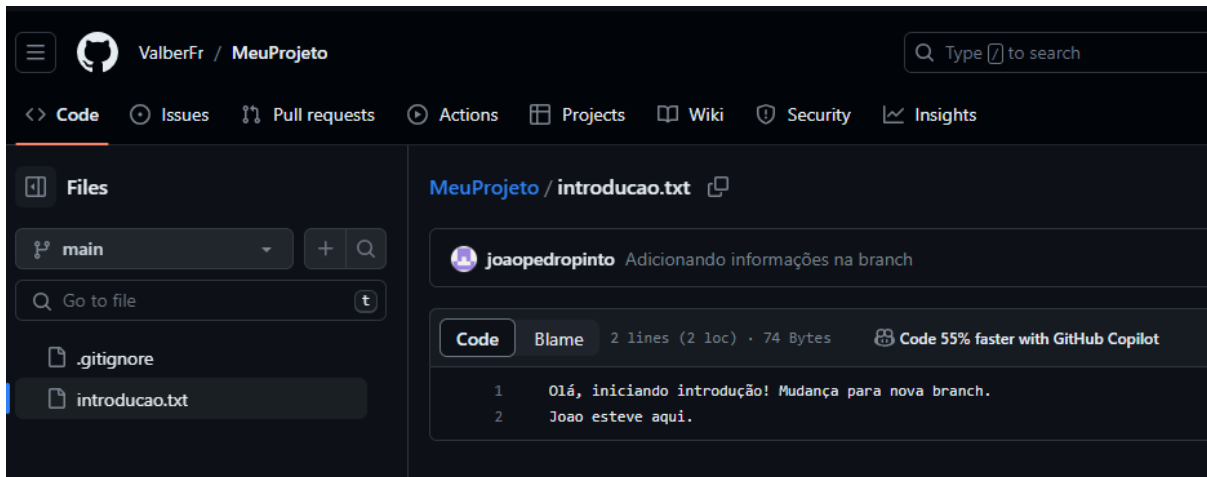 ValberFr / MeuProjeto
Type / to search
Code Issues Pull requests Actions Projects Wiki Security Insights
Files
main
Go to file t
.gitignore
introducao.txt
MeuProjeto / introducao.txt
joaopedropinto Adicionando informações na branch
Code Blame 2 lines (2 loc) · 74 Bytes Code 55% faster with GitHub Copilot
1 Olá, iniciando introdução! Mudança para nova branch.
2 Joao esteve aqui.